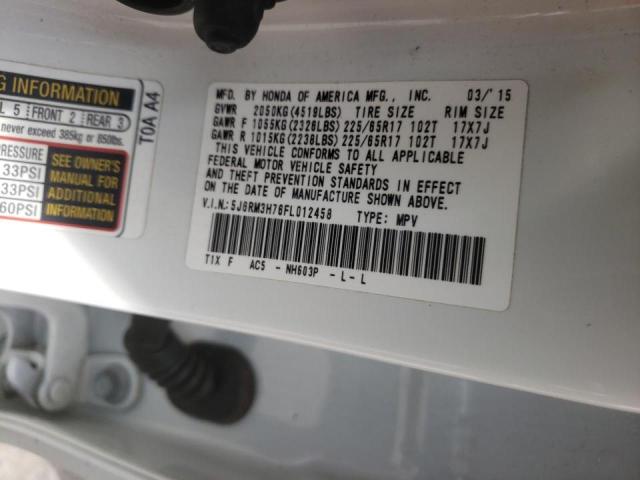 G INFORMATION
L 5 FRONT 2 REAR 3
never exceed 385kg or 850lbs.
PRESSURE
33PSI
33PSI
60PSI
SEE OWNER'S
MANUAL FOR
ADDITIONAL
INFORMATION
T0A A4
MFD. BY HONDA OF AMERICA MFG., INC. 03/'15
GVWR 2050KG(4519LBS) TIRE SIZE RIM SIZE
GAWR F 1055KG(2326LBS) 225/65R17 102T 17X7J
GAWR R 1015KG(2238LBS) 225/65R17 102T 17X7J
THIS VEHICLE CONFORMS TO ALL APPLICABLE
FEDERAL MOTOR VEHICLE SAFETY
AND THEFT PREVENTION STANDARDS IN EFFECT
ON THE DATE OF MANUFACTURE SHOWN ABOVE.
V.I.N.:5J6RM3H76FL012458 TYPE: MPV
T1X F AC5 - NH603P - L- L